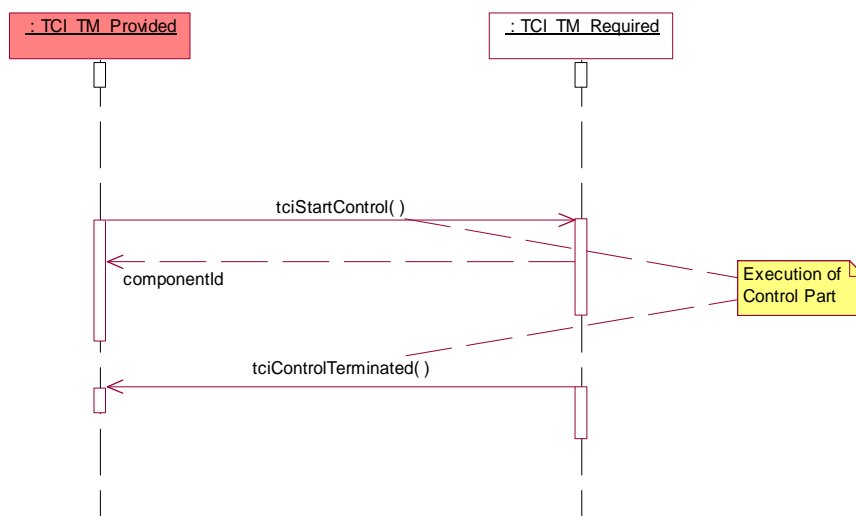 : TCI_TM_Provided
: TCI_TM_Required
tciStartControl( )
componentId
Execution of
Control Part
tciControlTerminated( )